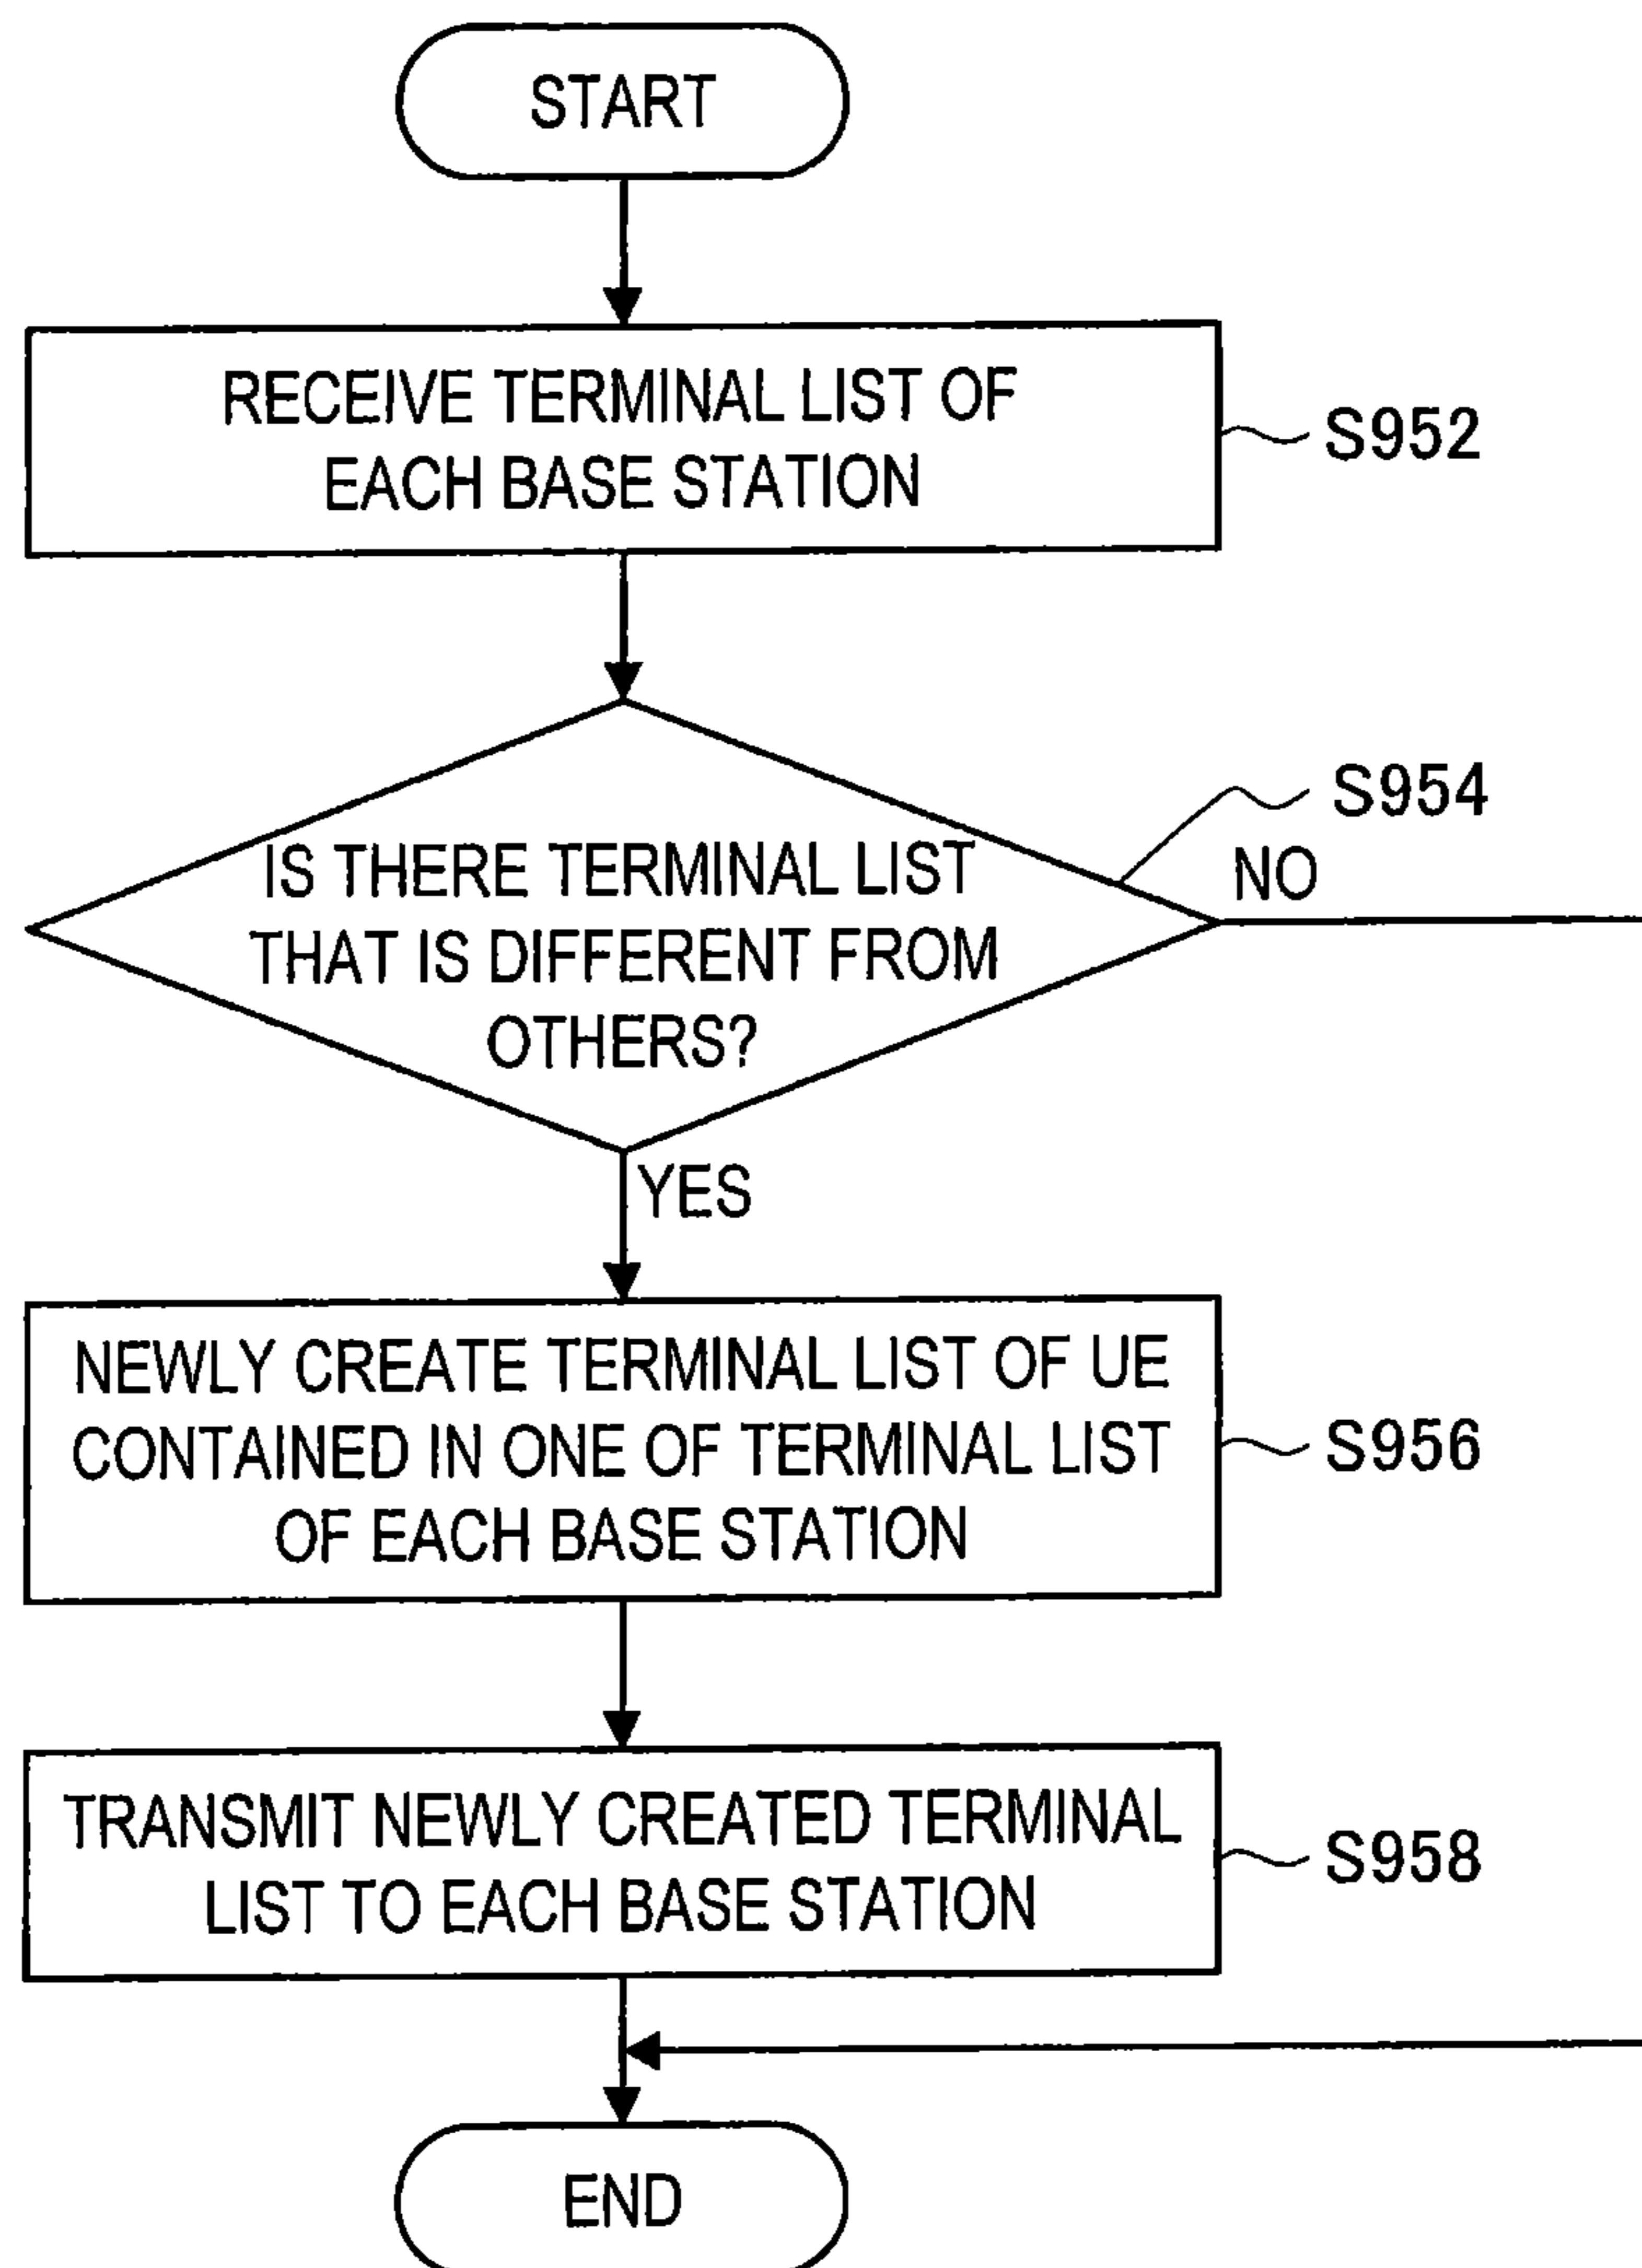 START
RECEIVE TERMINAL LIST OF
EACH BASE STATION
S952
S954
IS THERE TERMINAL LIST
THAT IS DIFFERENT FROM
OTHERS?
NO
YES
NEWLY CREATE TERMINAL LIST OF UE
CONTAINED IN ONE OF TERMINAL LIST
OF EACH BASE STATION
S956
TRANSMIT NEWLY CREATED TERMINAL
LIST TO EACH BASE STATION
S958
END